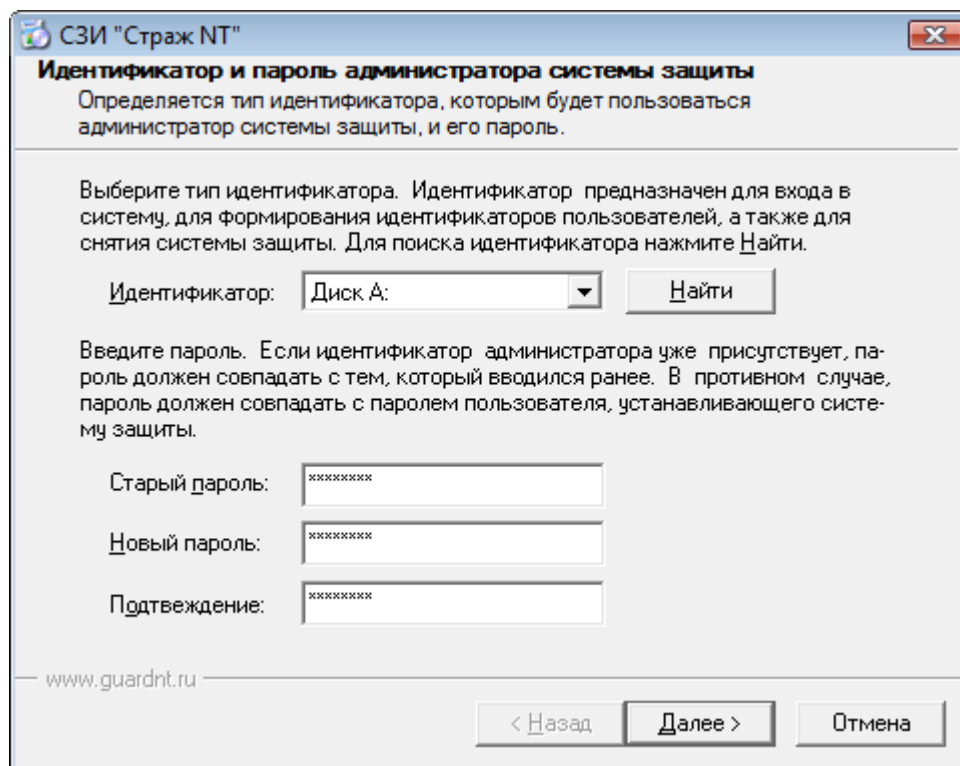 СЗИ "Страж NT"
Идентификатор и пароль администратора системы защиты
Определяется тип идентификатора, которым будет пользоваться
администратор системы защиты, и его пароль.
Выберите тип идентификатора. Идентификатор предназначен для входа в
систему, для формирования идентификаторов пользователей, а также для
снятия системы защиты. Для поиска идентификатора нажмите Найти.
Идентификатор: Диск А: Найти
Введите пароль. Если идентификатор администратора уже присутствует, па-
роль должен совпадать с тем, который вводился ранее. В противном случае,
пароль должен совпадать с паролем пользователя, устанавливающего систе-
му защиты.
Старый пароль: ********
Новый пароль: ********
Подтвеждение: ********
www.guardnt.ru
< Назад Далее > Отмена